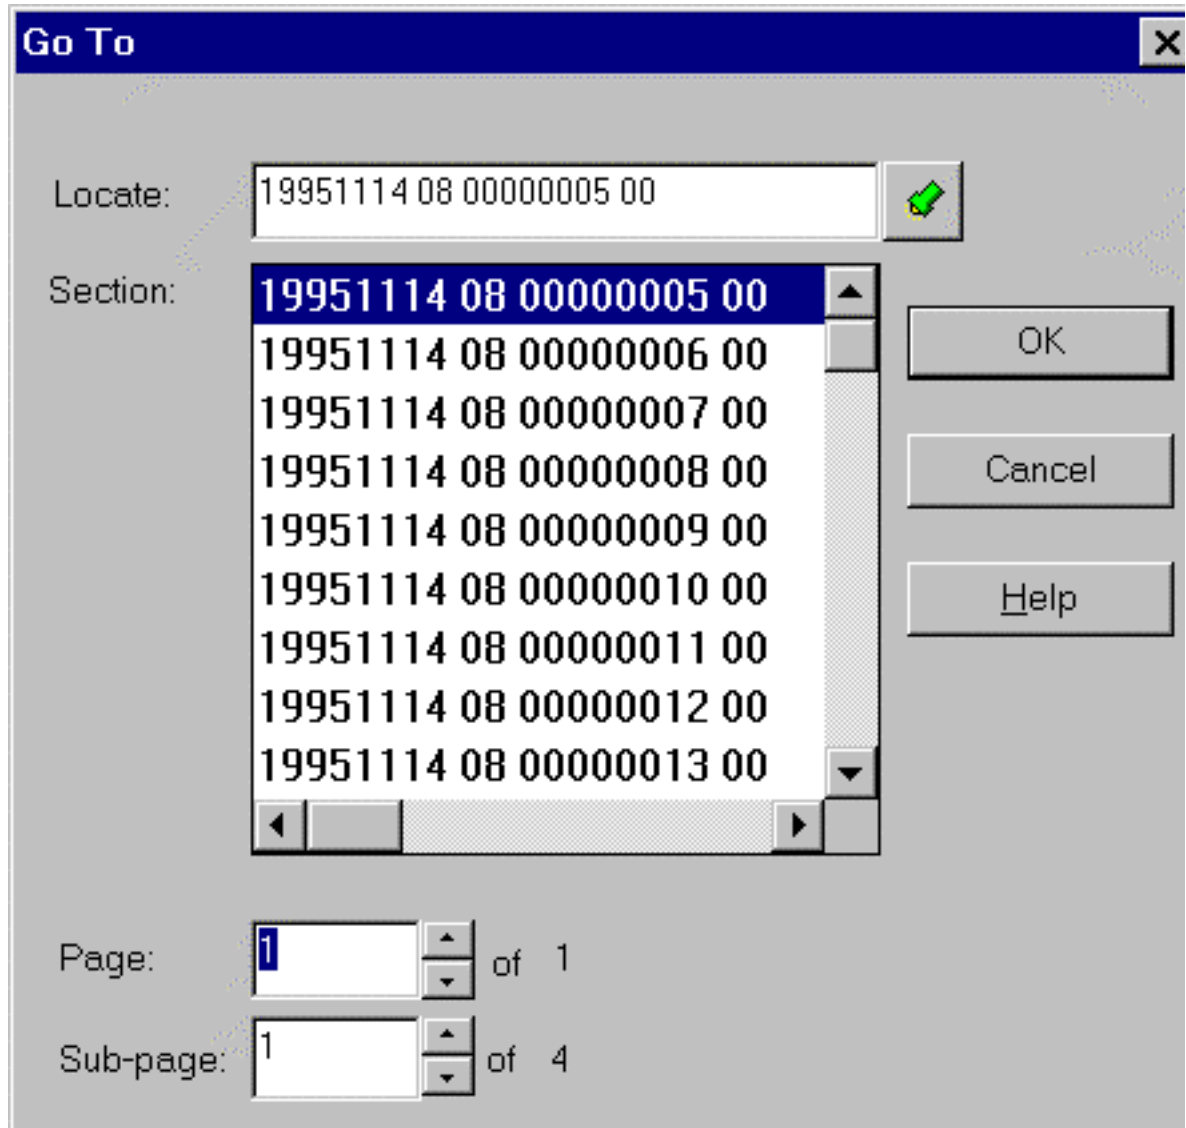 Go To
Locate: 19951114 08 00000005 00
Section: 19951114 08 00000005 00
19951114 08 00000006 00
19951114 08 00000007 00
19951114 08 00000008 00
19951114 08 00000009 00
19951114 08 00000010 00
19951114 08 00000011 00
19951114 08 00000012 00
19951114 08 00000013 00
OK
Cancel
Help
Page: 1 of 1
Sub-page: 1 of 4